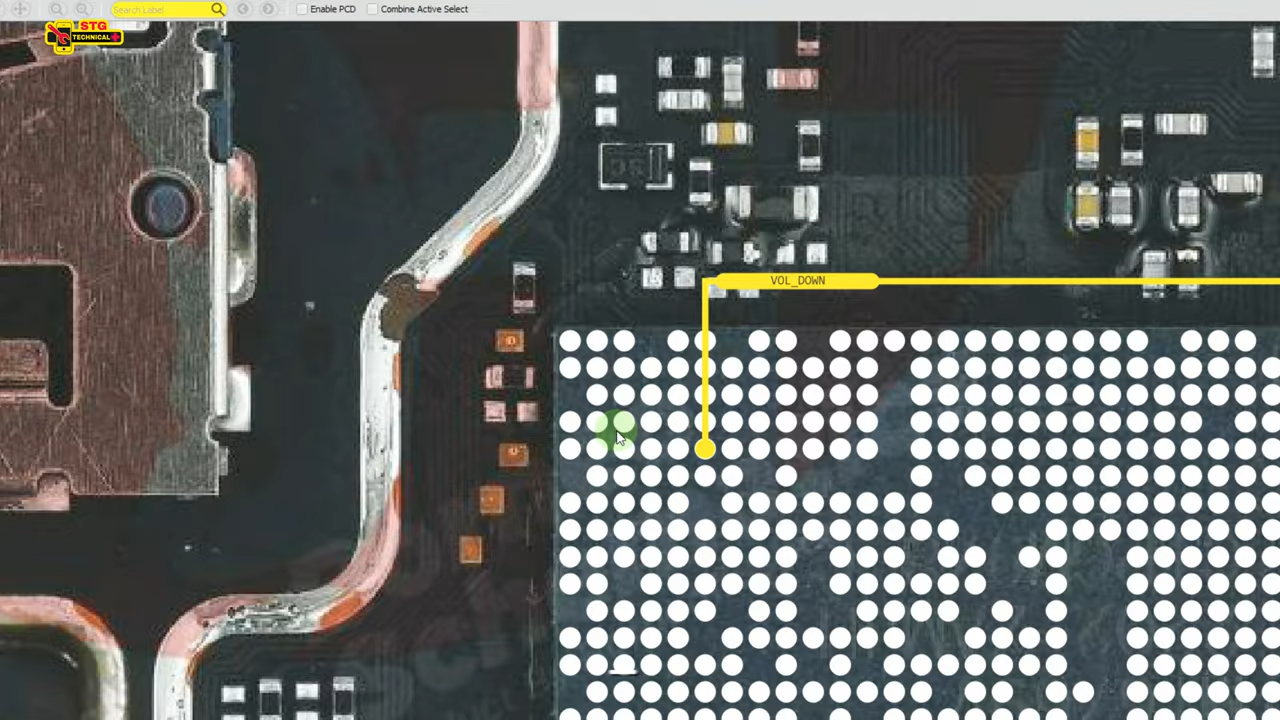 Search Label
Enable PCD
Combine Active Select
STG
TECHNICAL
VOL_DOWN